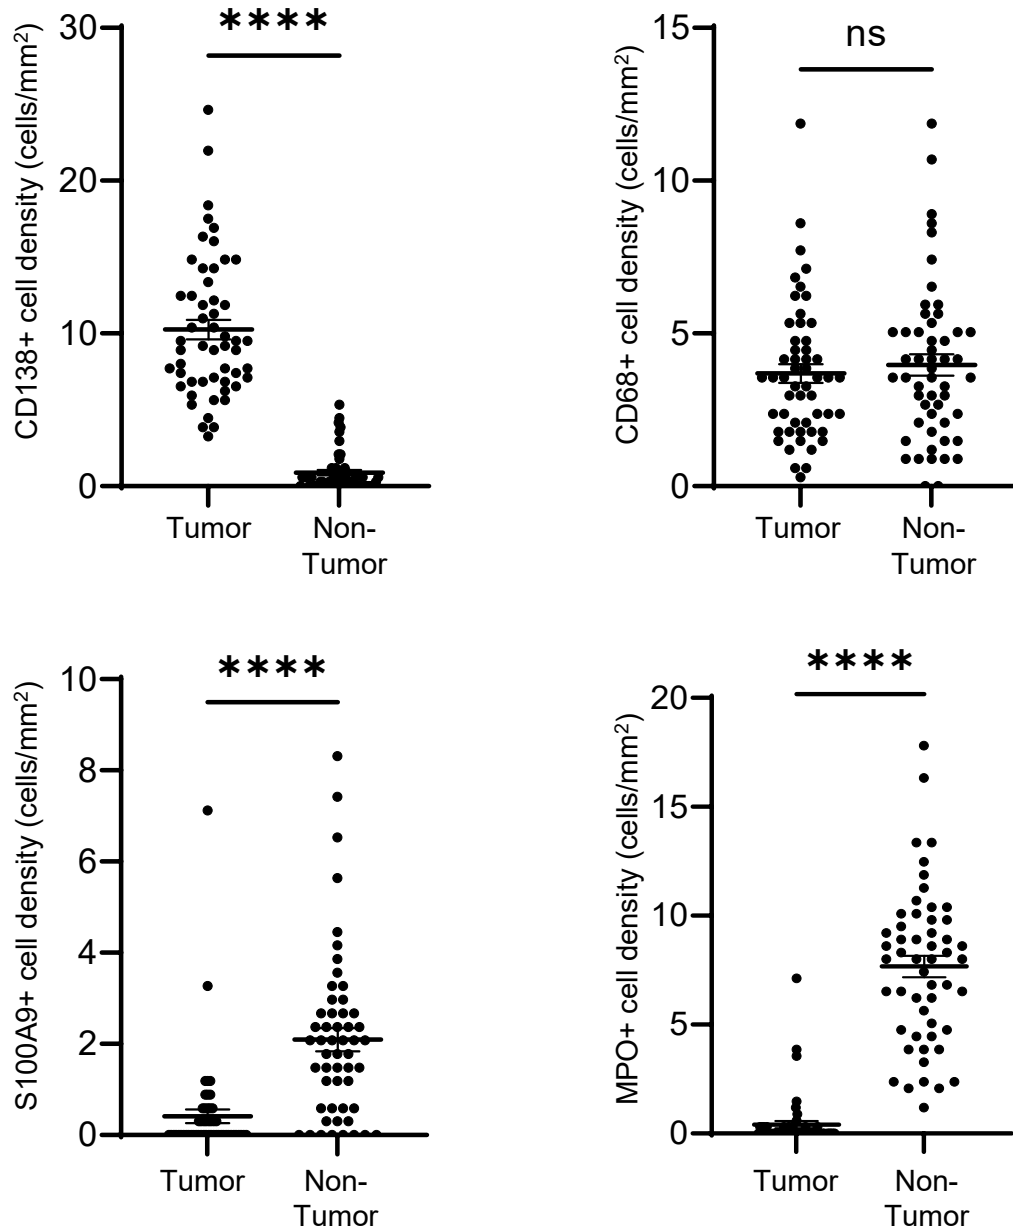 CD138+ cell density (cells/mm²)
30
20
10
0
****
Tumor
Non-
Tumor
CD68+ cell density (cells/mm²)
15
10
5
0
ns
Tumor
Non-
Tumor
S100A9+ cell density (cells/mm²)
10
8
6
4
2
0
****
Tumor
Non-
Tumor
MPO+ cell density (cells/mm²)
20
15
10
5
0
****
Tumor
Non-
Tumor